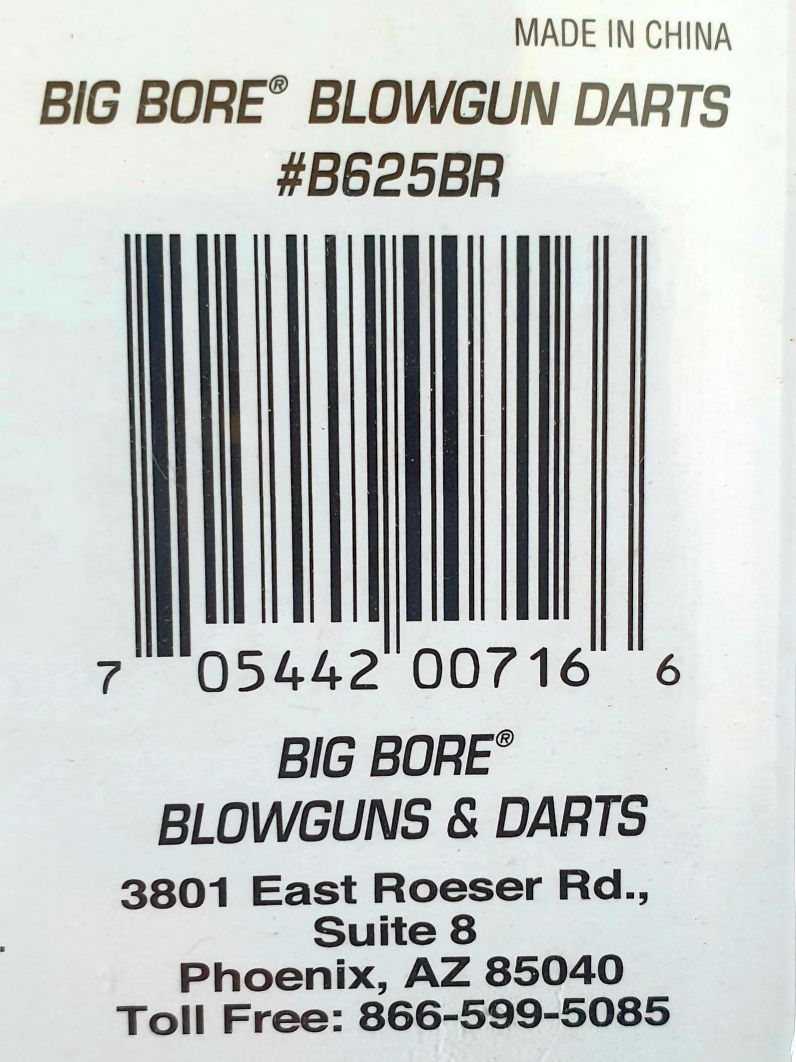 MADE IN CHINA
BIG BORE® BLOWGUN DARTS
#B625BR
7 05442 00716 6
BIG BORE®
BLOWGUNS & DARTS
3801 East Roeser Rd.,
Suite 8
Phoenix, AZ 85040
Toll Free: 866-599-5085